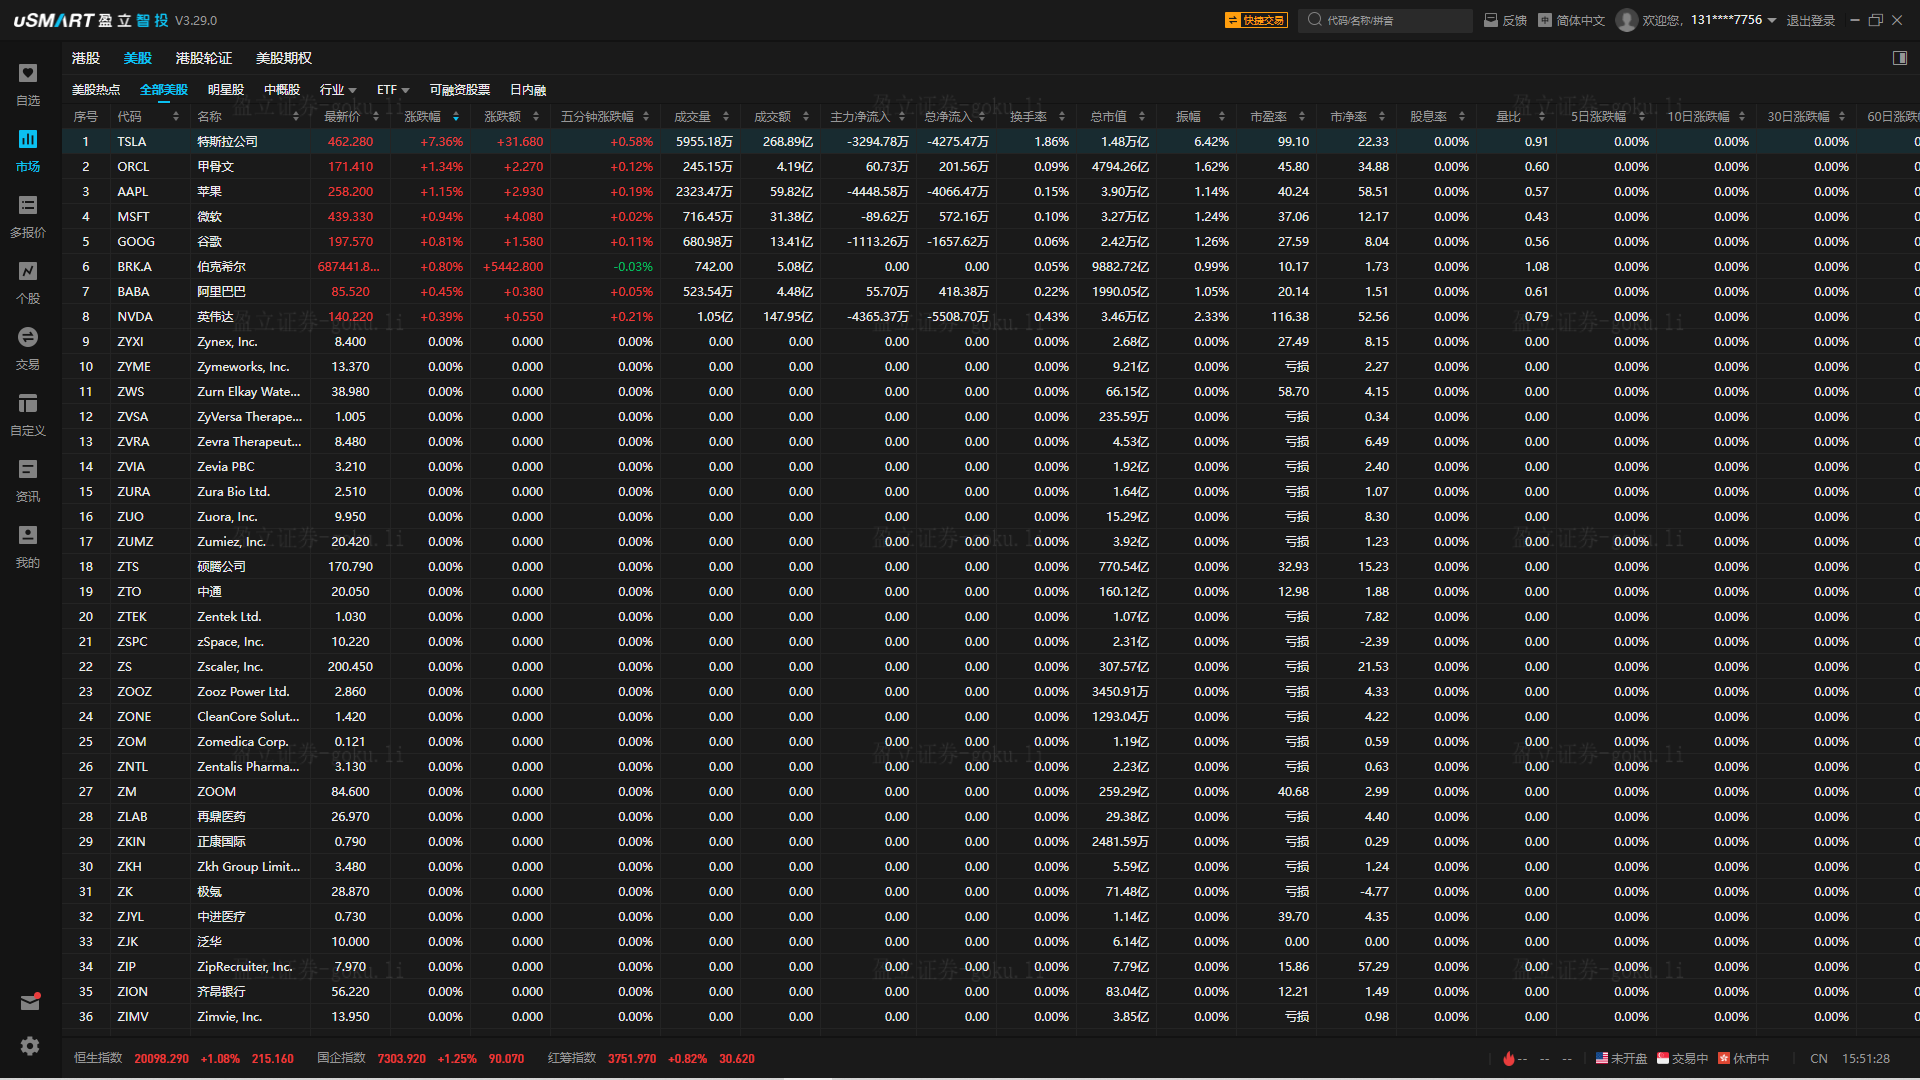 uSMART 盈立智投 V3.29.0 快捷交易 代码/名称/拼音 反馈 简体中文 欢迎您, 131****7756 退出登录
港股 美股 港股轮证 美股期权
美股热点 全部美股 明星股 中概股 行业 ETF 可融资股票 日内融
序号 代码 名称 最新价 涨跌幅 涨跌额 五分钟涨跌幅 成交量 成交额 主力净流入 总净流入 换手率 总市值 振幅 市盈率 市净率 股息率 量比 5日涨跌幅 10日涨跌幅 30日涨跌幅 60日涨跌
1 TSLA 特斯拉公司 462.280 +7.36% +31.680 +0.58% 5955.18万 268.89亿 -3294.78万 -4275.47万 1.86% 1.48万亿 6.42% 99.10 22.33 0.00% 0.91 0.00% 0.00% 0.00% 0
2 ORCL 甲骨文 171.410 +1.34% +2.270 +0.12% 245.15万 4.19亿 60.73万 201.56万 0.09% 4794.26亿 1.62% 45.80 34.88 0.00% 0.60 0.00% 0.00% 0.00% 0
3 AAPL 苹果 258.200 +1.15% +2.930 +0.19% 2323.47万 59.82亿 -4448.58万 -4066.47万 0.15% 3.90万亿 1.14% 40.24 58.51 0.00% 0.57 0.00% 0.00% 0.00% 0
4 MSFT 微软 439.330 +0.94% +4.080 +0.02% 716.45万 31.38亿 -89.62万 572.16万 0.10% 3.27万亿 1.24% 37.06 12.17 0.00% 0.43 0.00% 0.00% 0.00% 0
5 GOOG 谷歌 197.570 +0.81% +1.580 +0.11% 680.98万 13.41亿 -1113.26万 -1657.62万 0.06% 2.42万亿 1.26% 27.59 8.04 0.00% 0.56 0.00% 0.00% 0.00% 0
6 BRK.A 伯克希尔 687441.8... +0.80% +5442.800 -0.03% 742.00 5.08亿 0.00 0.00 0.05% 9882.72亿 0.99% 10.17 1.73 0.00% 1.08 0.00% 0.00% 0.00% 0
7 BABA 阿里巴巴 85.520 +0.45% +0.380 +0.05% 523.54万 4.48亿 55.70万 418.38万 0.22% 1990.05亿 1.05% 20.14 1.51 0.00% 0.61 0.00% 0.00% 0.00% 0
8 NVDA 英伟达 140.220 +0.39% +0.550 +0.21% 1.05亿 147.95亿 -4365.37万 -5508.70万 0.43% 3.46万亿 2.33% 116.38 52.56 0.00% 0.79 0.00% 0.00% 0.00% 0
9 ZYXI Zynex, Inc. 8.400 0.00% 0.000 0.00% 0.00 0.00 0.00 0.00 0.00% 2.68亿 0.00% 27.49 8.15 0.00% 0.00 0.00% 0.00% 0.00% 0
10 ZYME Zymeworks, Inc. 13.370 0.00% 0.000 0.00% 0.00 0.00 0.00 0.00 0.00% 9.21亿 0.00% 亏损 2.27 0.00% 0.00 0.00% 0.00% 0.00% 0
11 ZWS Zurn Elkay Wate... 38.980 0.00% 0.000 0.00% 0.00 0.00 0.00 0.00 0.00% 66.15亿 0.00% 58.70 4.15 0.00% 0.00 0.00% 0.00% 0.00% 0
12 ZVSA ZyVersa Therape... 1.005 0.00% 0.000 0.00% 0.00 0.00 0.00 0.00 0.00% 235.59万 0.00% 亏损 0.34 0.00% 0.00 0.00% 0.00% 0.00% 0
13 ZVRA Zevra Therapeut... 8.480 0.00% 0.000 0.00% 0.00 0.00 0.00 0.00 0.00% 4.53亿 0.00% 亏损 6.49 0.00% 0.00 0.00% 0.00% 0.00% 0
14 ZVIA Zevia PBC 3.210 0.00% 0.000 0.00% 0.00 0.00 0.00 0.00 0.00% 1.92亿 0.00% 亏损 2.40 0.00% 0.00 0.00% 0.00% 0.00% 0
15 ZURA Zura Bio Ltd. 2.510 0.00% 0.000 0.00% 0.00 0.00 0.00 0.00 0.00% 1.64亿 0.00% 亏损 1.07 0.00% 0.00 0.00% 0.00% 0.00% 0
16 ZUO Zuora, Inc. 9.950 0.00% 0.000 0.00% 0.00 0.00 0.00 0.00 0.00% 15.29亿 0.00% 亏损 8.30 0.00% 0.00 0.00% 0.00% 0.00% 0
17 ZUMZ Zumiez, Inc. 20.420 0.00% 0.000 0.00% 0.00 0.00 0.00 0.00 0.00% 3.92亿 0.00% 亏损 1.23 0.00% 0.00 0.00% 0.00% 0.00% 0
18 ZTS 硕腾公司 170.790 0.00% 0.000 0.00% 0.00 0.00 0.00 0.00 0.00% 770.54亿 0.00% 32.93 15.23 0.00% 0.00 0.00% 0.00% 0.00% 0
19 ZTO 中通 20.050 0.00% 0.000 0.00% 0.00 0.00 0.00 0.00 0.00% 160.12亿 0.00% 12.98 1.88 0.00% 0.00 0.00% 0.00% 0.00% 0
20 ZTEK Zentek Ltd. 1.030 0.00% 0.000 0.00% 0.00 0.00 0.00 0.00 0.00% 1.07亿 0.00% 亏损 7.82 0.00% 0.00 0.00% 0.00% 0.00% 0
21 ZSPC zSpace, Inc. 10.220 0.00% 0.000 0.00% 0.00 0.00 0.00 0.00 0.00% 2.31亿 0.00% 亏损 -2.39 0.00% 0.00 0.00% 0.00% 0.00% 0
22 ZS Zscaler, Inc. 200.450 0.00% 0.000 0.00% 0.00 0.00 0.00 0.00 0.00% 307.57亿 0.00% 亏损 21.53 0.00% 0.00 0.00% 0.00% 0.00% 0
23 ZOOZ Zooz Power Ltd. 2.860 0.00% 0.000 0.00% 0.00 0.00 0.00 0.00 0.00% 3450.91万 0.00% 亏损 4.33 0.00% 0.00 0.00% 0.00% 0.00% 0
24 ZONE CleanCore Solut... 1.420 0.00% 0.000 0.00% 0.00 0.00 0.00 0.00 0.00% 1293.04万 0.00% 亏损 4.22 0.00% 0.00 0.00% 0.00% 0.00% 0
25 ZOM Zomedica Corp. 0.121 0.00% 0.000 0.00% 0.00 0.00 0.00 0.00 0.00% 1.19亿 0.00% 亏损 0.59 0.00% 0.00 0.00% 0.00% 0.00% 0
26 ZNTL Zentalis Pharma... 3.130 0.00% 0.000 0.00% 0.00 0.00 0.00 0.00 0.00% 2.23亿 0.00% 亏损 0.63 0.00% 0.00 0.00% 0.00% 0.00% 0
27 ZM ZOOM 84.600 0.00% 0.000 0.00% 0.00 0.00 0.00 0.00 0.00% 259.29亿 0.00% 40.68 2.99 0.00% 0.00 0.00% 0.00% 0.00% 0
28 ZLAB 再鼎医药 26.970 0.00% 0.000 0.00% 0.00 0.00 0.00 0.00 0.00% 29.38亿 0.00% 亏损 4.40 0.00% 0.00 0.00% 0.00% 0.00% 0
29 ZKIN 正康国际 0.790 0.00% 0.000 0.00% 0.00 0.00 0.00 0.00 0.00% 2481.59万 0.00% 亏损 0.29 0.00% 0.00 0.00% 0.00% 0.00% 0
30 ZKH Zkh Group Limit... 3.480 0.00% 0.000 0.00% 0.00 0.00 0.00 0.00 0.00% 5.59亿 0.00% 亏损 1.24 0.00% 0.00 0.00% 0.00% 0.00% 0
31 ZK 极氪 28.870 0.00% 0.000 0.00% 0.00 0.00 0.00 0.00 0.00% 71.48亿 0.00% 亏损 -4.77 0.00% 0.00 0.00% 0.00% 0.00% 0
32 ZJYL 中进医疗 0.730 0.00% 0.000 0.00% 0.00 0.00 0.00 0.00 0.00% 1.14亿 0.00% 39.70 4.35 0.00% 0.00 0.00% 0.00% 0.00% 0
33 ZJK 泛华 10.000 0.00% 0.000 0.00% 0.00 0.00 0.00 0.00 0.00% 6.14亿 0.00% 0.00 0.00 0.00% 0.00 0.00% 0.00% 0.00% 0
34 ZIP ZipRecruiter, Inc. 7.970 0.00% 0.000 0.00% 0.00 0.00 0.00 0.00 0.00% 7.79亿 0.00% 15.86 57.29 0.00% 0.00 0.00% 0.00% 0.00% 0
35 ZION 齐昂银行 56.220 0.00% 0.000 0.00% 0.00 0.00 0.00 0.00 0.00% 83.04亿 0.00% 12.21 1.49 0.00% 0.00 0.00% 0.00% 0.00% 0
36 ZIMV Zimvie, Inc. 13.950 0.00% 0.000 0.00% 0.00 0.00 0.00 0.00 0.00% 3.85亿 0.00% 亏损 0.98 0.00% 0.00 0.00% 0.00% 0.00% 0
自选
市场
多报价
个股
交易
自定义
资讯
我的
盈立证券-goku.li
恒生指数 20098.290 +1.08% 215.160 国企指数 7303.920 +1.25% 90.070 红筹指数 3751.970 +0.82% 30.620 -- -- -- 未开盘 交易中 休市中 CN 15:51:28